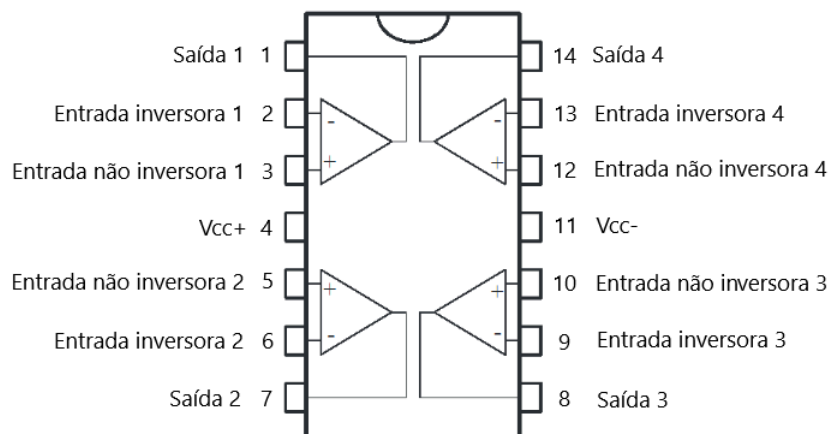 Saída 1 1
14 Saída 4
Entrada inversora 1 2
13 Entrada inversora 4
Entrada não inversora 1 3
12 Entrada não inversora 4
Vcc+ 4
11 Vcc-
Entrada não inversora 2 5
10 Entrada não inversora 3
Entrada inversora 2 6
9 Entrada inversora 3
Saída 2 7
8 Saída 3